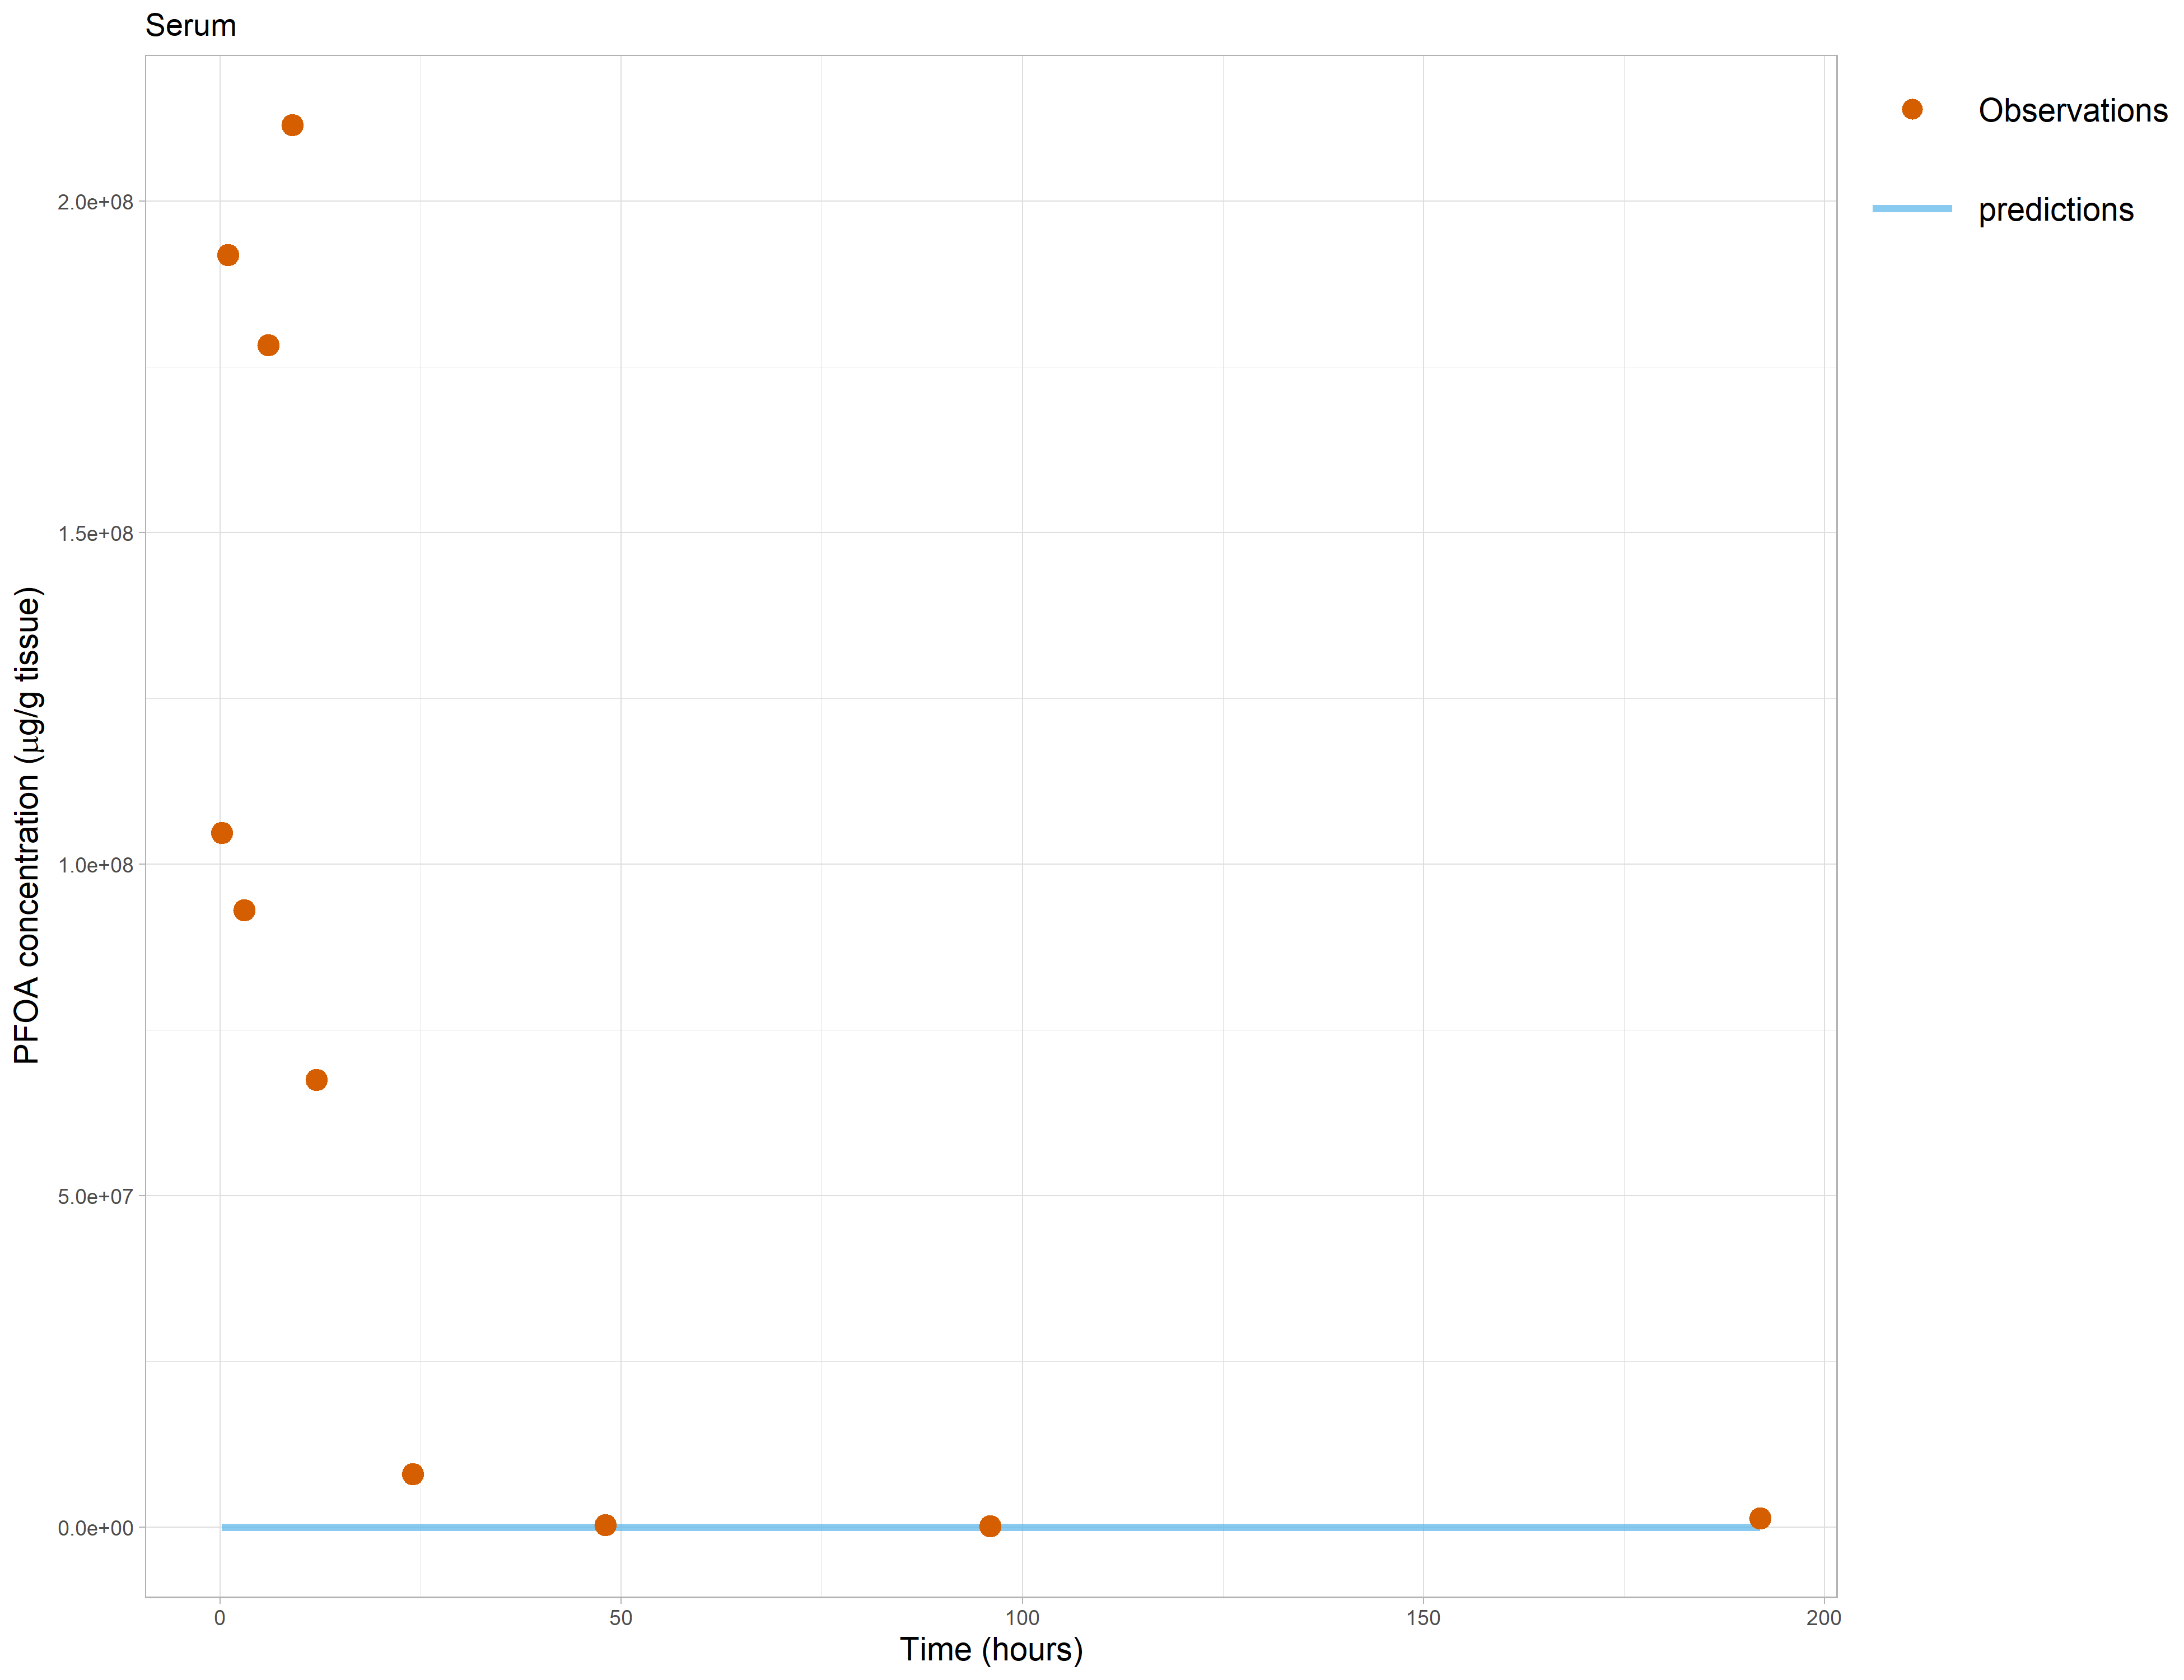 Serum
Observations
predictions
PFOA concentration (μg/g tissue)
2.0e+08
1.5e+08
1.0e+08
5.0e+07
0.0e+00
0 50 100 150 200
Time (hours)